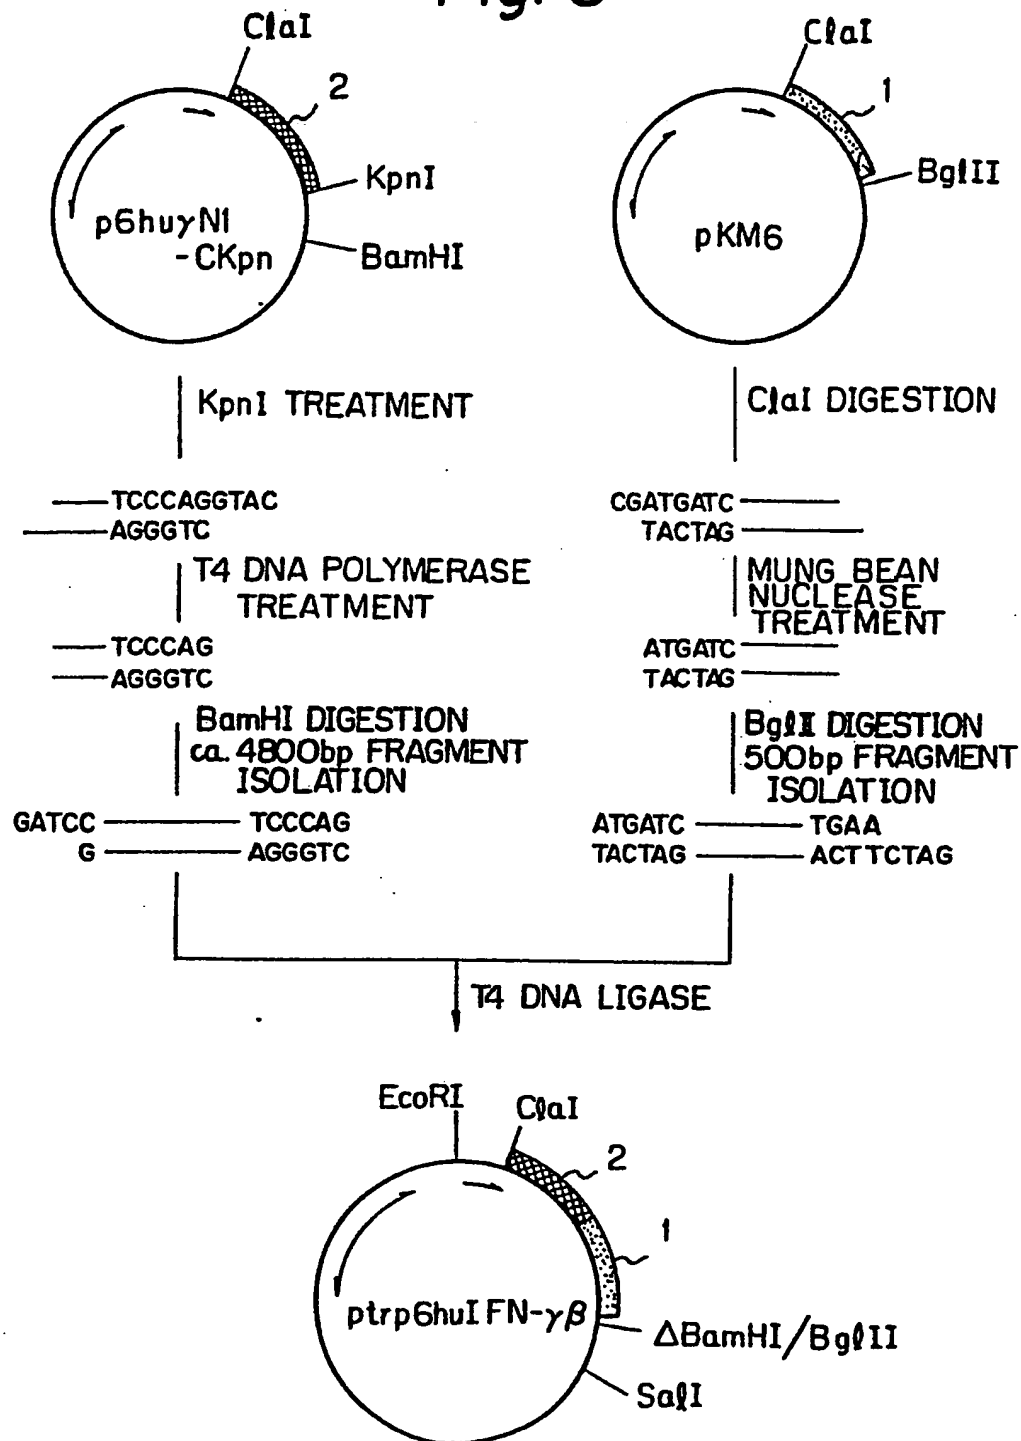 Fig. 
ClaI
2
KpnI
BamHI
p6huγN1
-CKpn
ClaI
1
BglII
pKM6
KpnI TREATMENT
ClaI DIGESTION
TCCCAGGTAC
AGGGTC
CGATGATC
TACTAG
T4 DNA POLYMERASE
TREATMENT
MUNG BEAN
NUCLEASE
TREATMENT
TCCCAG
AGGGTC
ATGATC
TACTAG
BamHI DIGESTION
ca. 4800bp FRAGMENT
ISOLATION
BglII DIGESTION
500bp FRAGMENT
ISOLATION
GATCC TCCCAG
G AGGGTC
ATGATC TGAA
TACTAG ACTTCTAG
T4 DNA LIGASE
EcoRI
ClaI
2
1
ptrp6huIFN-γβ
ΔBamHI/BglII
SalI